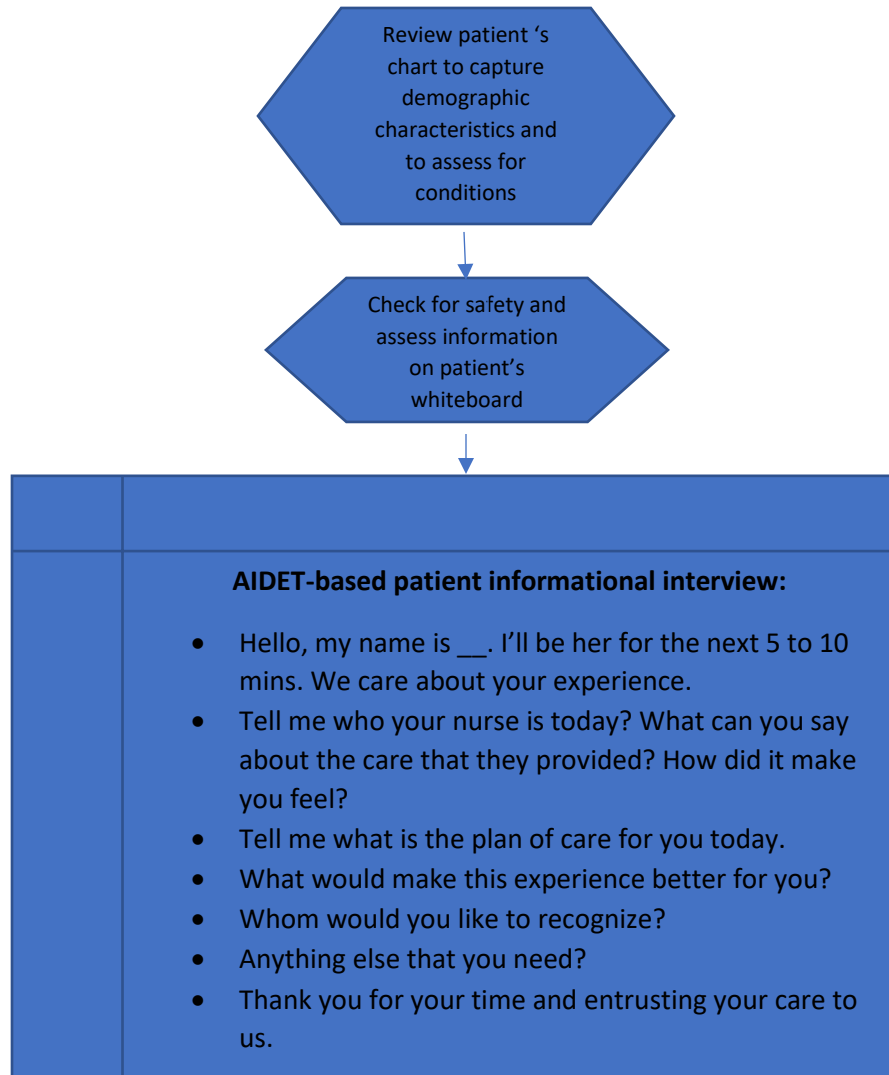 Review patient ‘s
chart to capture
demographic
characteristics and
to assess for
conditions
Check for safety and
assess information
on patient’s
whiteboard
AIDET-based patient informational interview:
• Hello, my name is __. I’ll be her for the next 5 to 10
mins. We care about your experience.
• Tell me who your nurse is today? What can you say
about the care that they provided? How did it make
you feel?
• Tell me what is the plan of care for you today.
• What would make this experience better for you?
• Whom would you like to recognize?
• Anything else that you need?
• Thank you for your time and entrusting your care to
us.